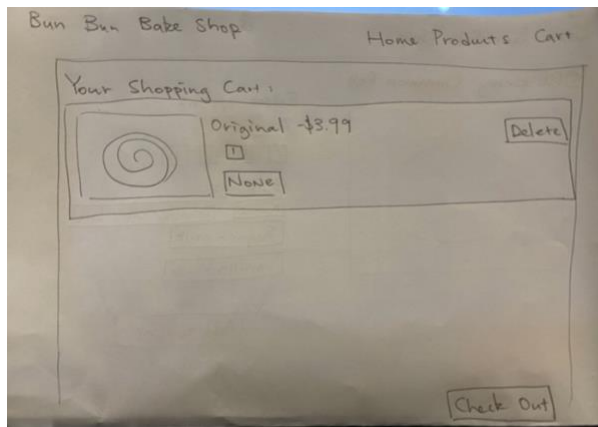 Bun Bun Bake Shop
Home Products Cart
Your Shopping Cart:
Original -$3.99
Delete
1
None
Check Out